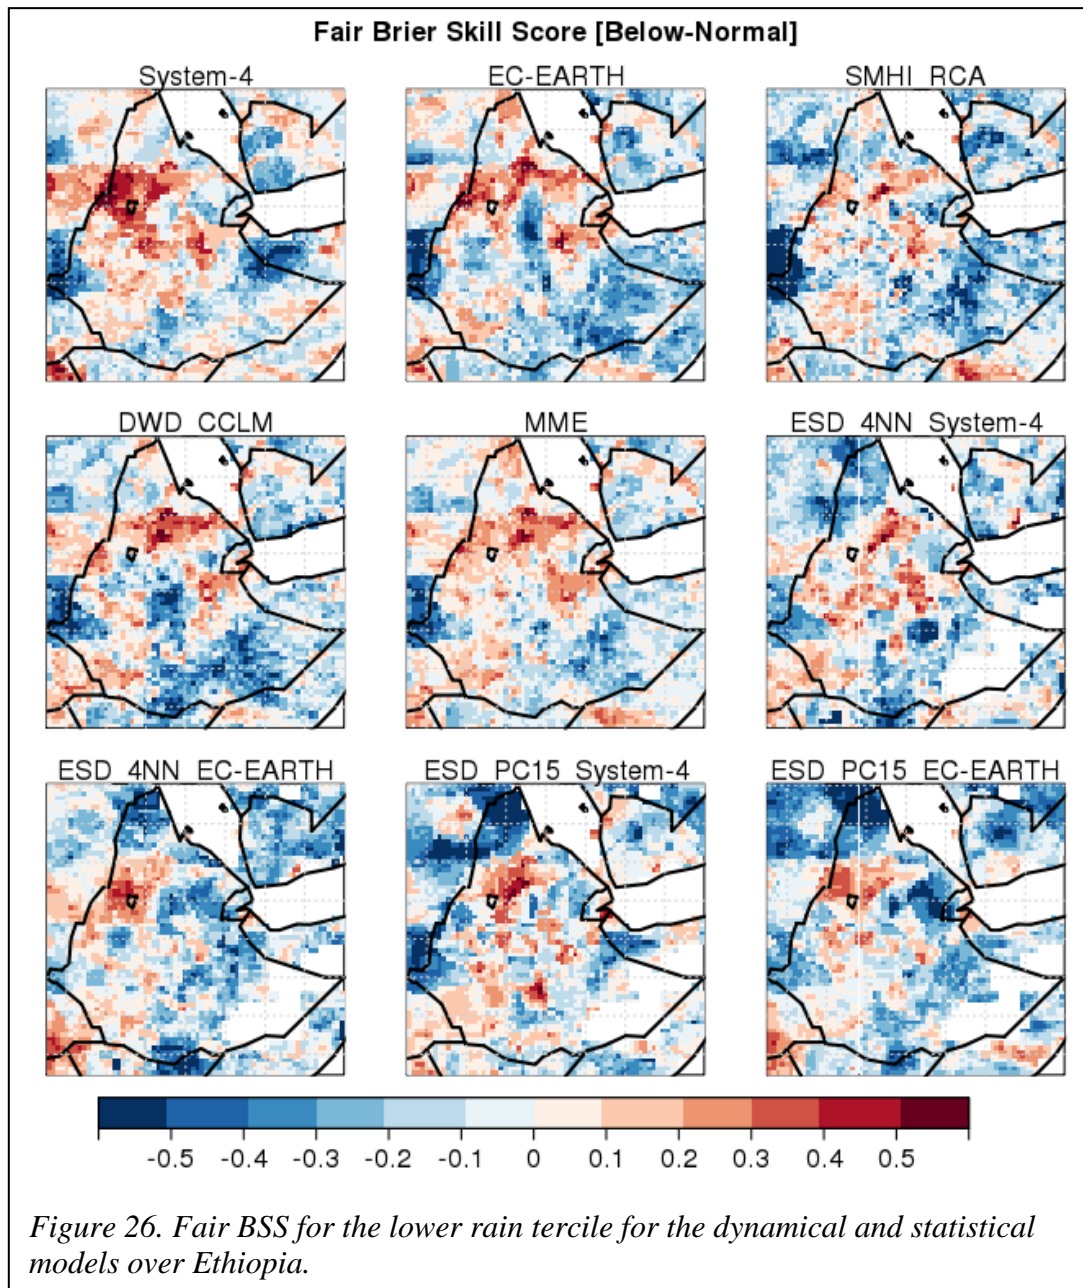 Fair Brier Skill Score [Below-Normal]
System-4 EC-EARTH SMHI RCA
DWD CCLM MME ESD 4NN System-4
ESD 4NN EC-EARTH ESD PC15 System-4 ESD PC15 EC-EARTH
-0.5 -0.4 -0.3 -0.2 -0.1 0 0.1 0.2 0.3 0.4 0.5
Figure 26. Fair BSS for the lower rain tercile for the dynamical and statistical
models over Ethiopia.